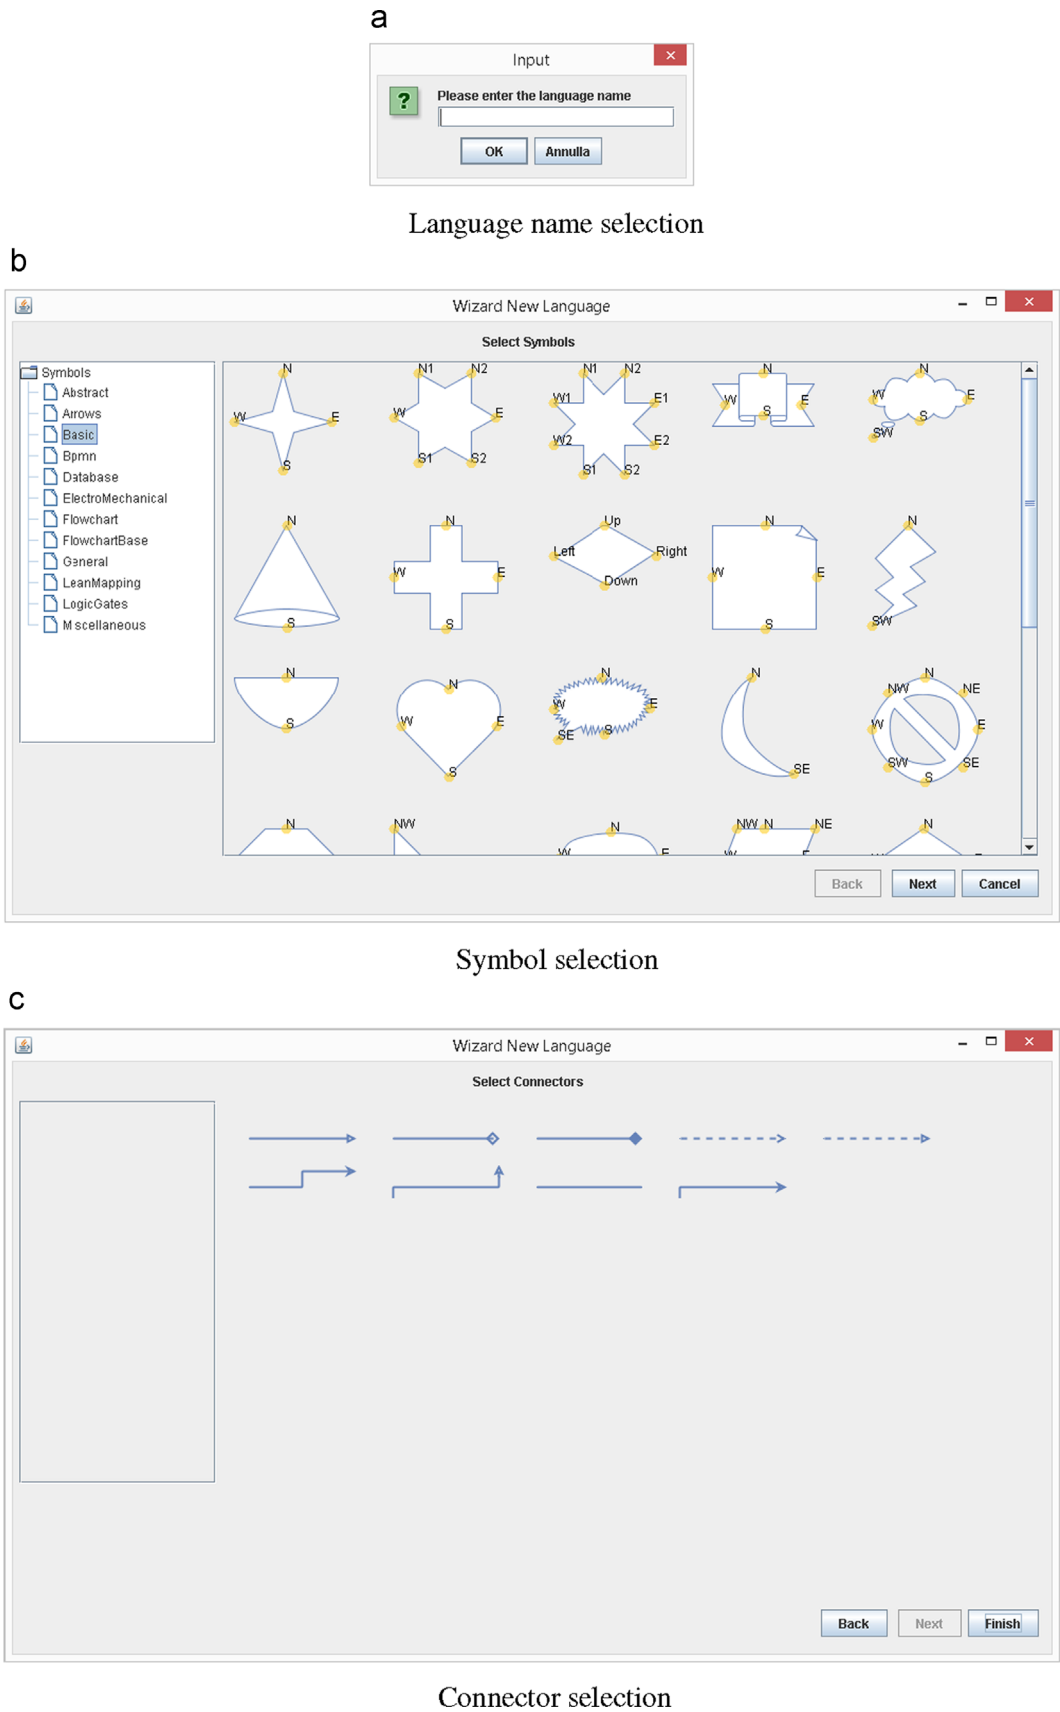 a
Input
Please enter the language name
OK Annulla
Language name selection
b
Wizard New Language
Select Symbols
Symbols
Abstract
Arrows
Basic
Bpmn
Database
ElectroMechanical
Flowchart
FlowchartBase
General
LeanMapping
LogicGates
Miscellaneous
N W E S
N1 N2 W E S1 S2
N1 N2 W1 E1 W2 E2 S1 S2
N W E S
N W E S SW
N S
N W E S
Up Left Right Down
N W E S
N SW
N S
N W E S
N W E SE S
N SE
N NW NE W E SW SE S
N
NW
N W E
NW N NE
N
Back Next Cancel
Symbol selection
c
Wizard New Language
Select Connectors
Back Next Finish
Connector selection